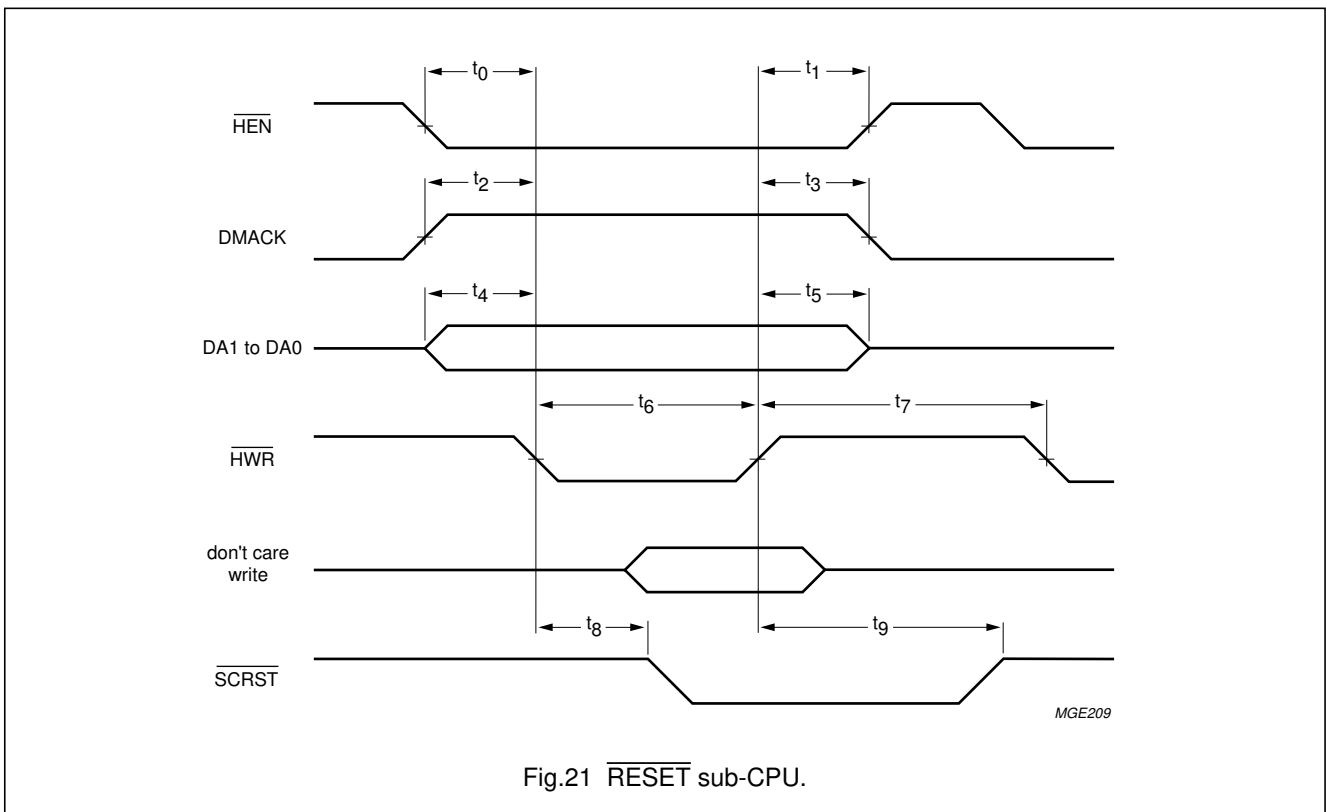 t0
t1
HEN
t2
t3
DMACK
t4
t5
DA1 to DA0
t6
t7
HWR
don't care
write
t8
t9
SCRST
MGE209
Fig.21 RESET sub-CPU.